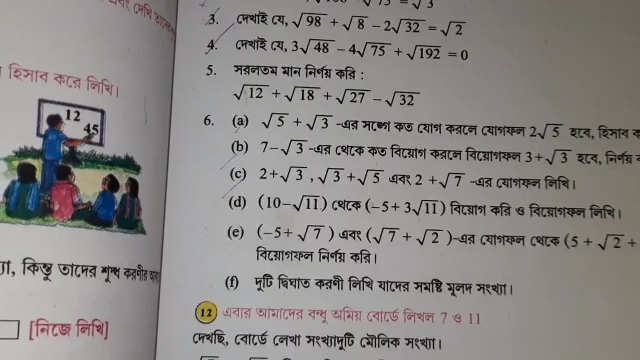 এবং দেখি
হিসাব করে লিখি।
12
45
কিন্তু তাদের শুদ্ধ করণীর
[নিজে লিখি]
3. দেখাই যে, √98 + √8 − 2√32 = √2
4. দেখাই যে, 3√48 − 4√75 + √192 = 0
5. সরলতম মান নির্ণয় করি :
√12 + √18 + √27 − √32
6. (a) √5 + √3 -এর সঙ্গে কত যোগ করলে যোগফল 2√5 হবে, হিসাব
(b) 7 − √3 -এর থেকে কত বিয়োগ করলে বিয়োগফল 3 + √3 হবে, নির্ণয়
(c) 2 + √3 , √3 + √5 এবং 2 + √7 -এর যোগফল লিখি।
(d) (10 − √11) থেকে (−5 + 3√11) বিয়োগ করি ও বিয়োগফল লিখি।
(e) (−5 + √7) এবং (√7 + √2) -এর যোগফল থেকে (5 + √2 +
বিয়োগফল নির্ণয় করি।
(f) দুটি দ্বিঘাত করণী লিখি যাদের সমষ্টি মূলদ সংখ্যা।
12 এবার আমাদের বন্ধু অমিয় বোর্ডে লিখল 7 ও 11
দেখছি, বোর্ডে লেখা সংখ্যাদুটি মৌলিক সংখ্যা।